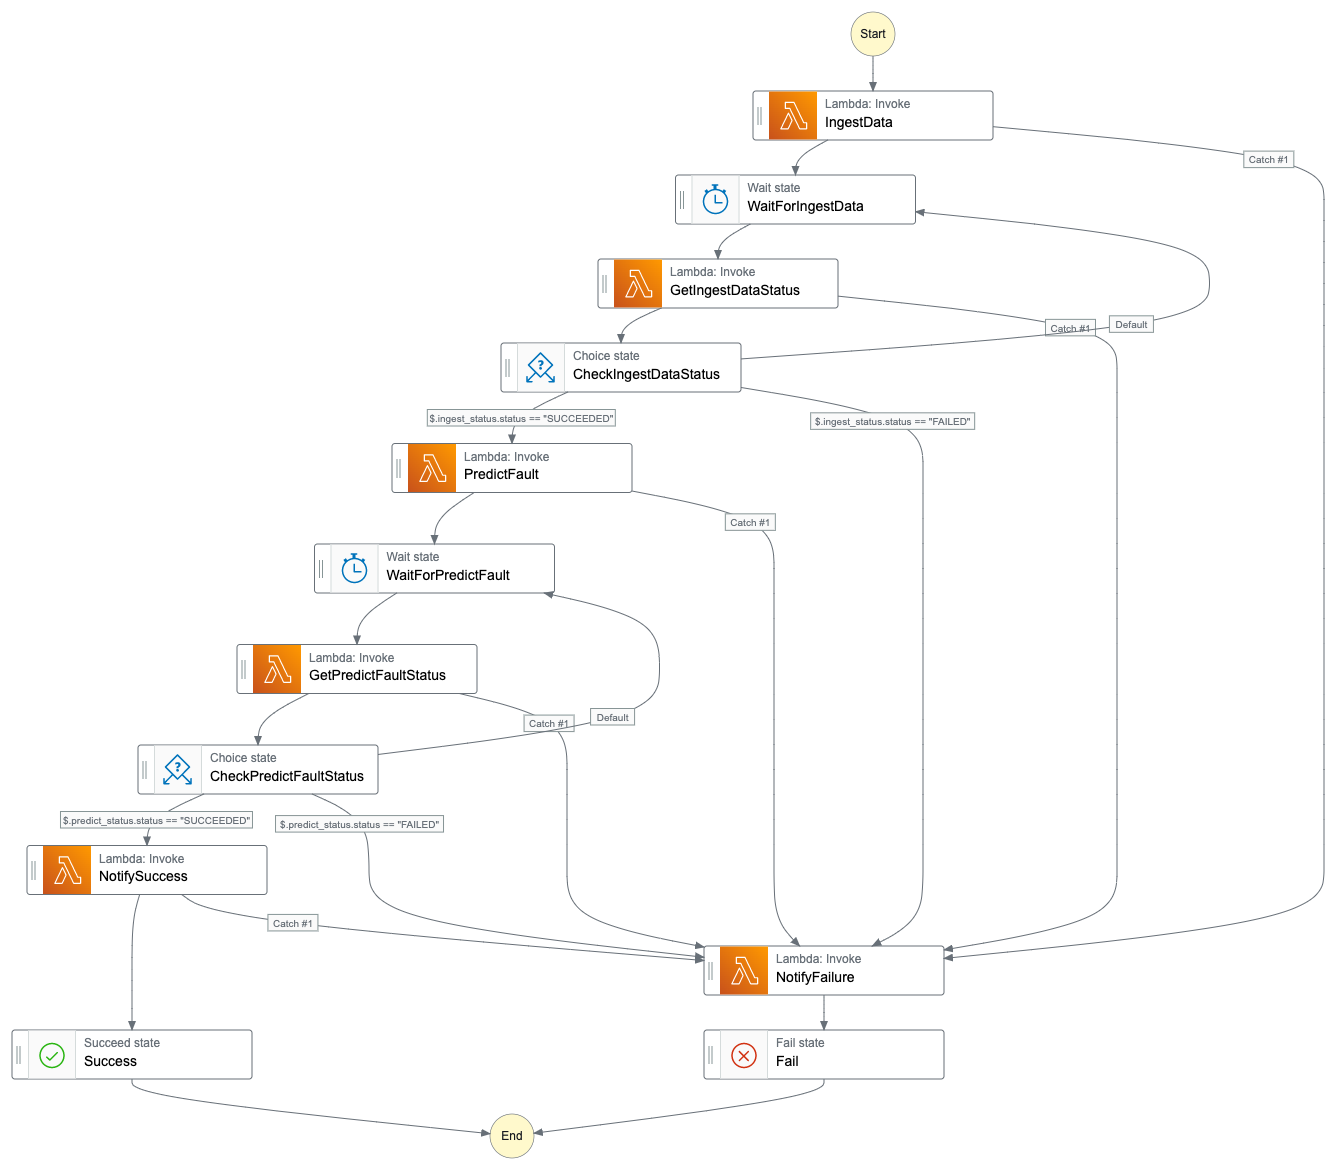 Start
Lambda: Invoke
IngestData
Catch #1
Wait state
WaitForIngestData
Lambda: Invoke
GetIngestDataStatus
Catch #1
Default
Choice state
CheckIngestDataStatus
$.ingest_status.status == "SUCCEEDED"
$.ingest_status.status == "FAILED"
Lambda: Invoke
PredictFault
Catch #1
Wait state
WaitForPredictFault
Lambda: Invoke
GetPredictFaultStatus
Catch #1
Default
Choice state
CheckPredictFaultStatus
$.predict_status.status == "SUCCEEDED"
$.predict_status.status == "FAILED"
Lambda: Invoke
NotifySuccess
Catch #1
Lambda: Invoke
NotifyFailure
Succeed state
Success
Fail state
Fail
End